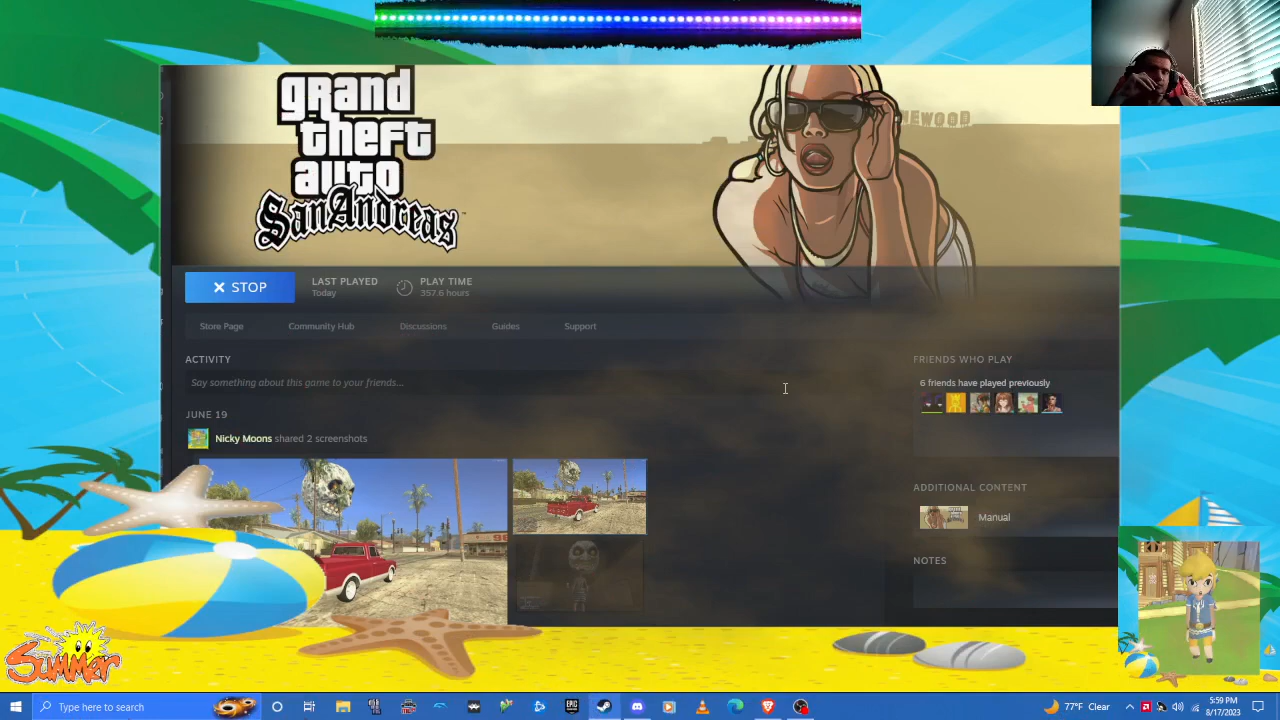 grand
theft
auto
San Andreas
™
NEWOOD
STOP
LAST PLAYED
Today
PLAY TIME
357.6 hours
Store Page
Community Hub
Discussions
Guides
Support
ACTIVITY
Say something about this game to your friends...
JUNE 19
Nicky Moons shared 2 screenshots
FRIENDS WHO PLAY
6 friends have played previously
ADDITIONAL CONTENT
Manual
NOTES
Summer
Type here to search
EPIC
77°F Clear
5:59 PM
8/17/2023